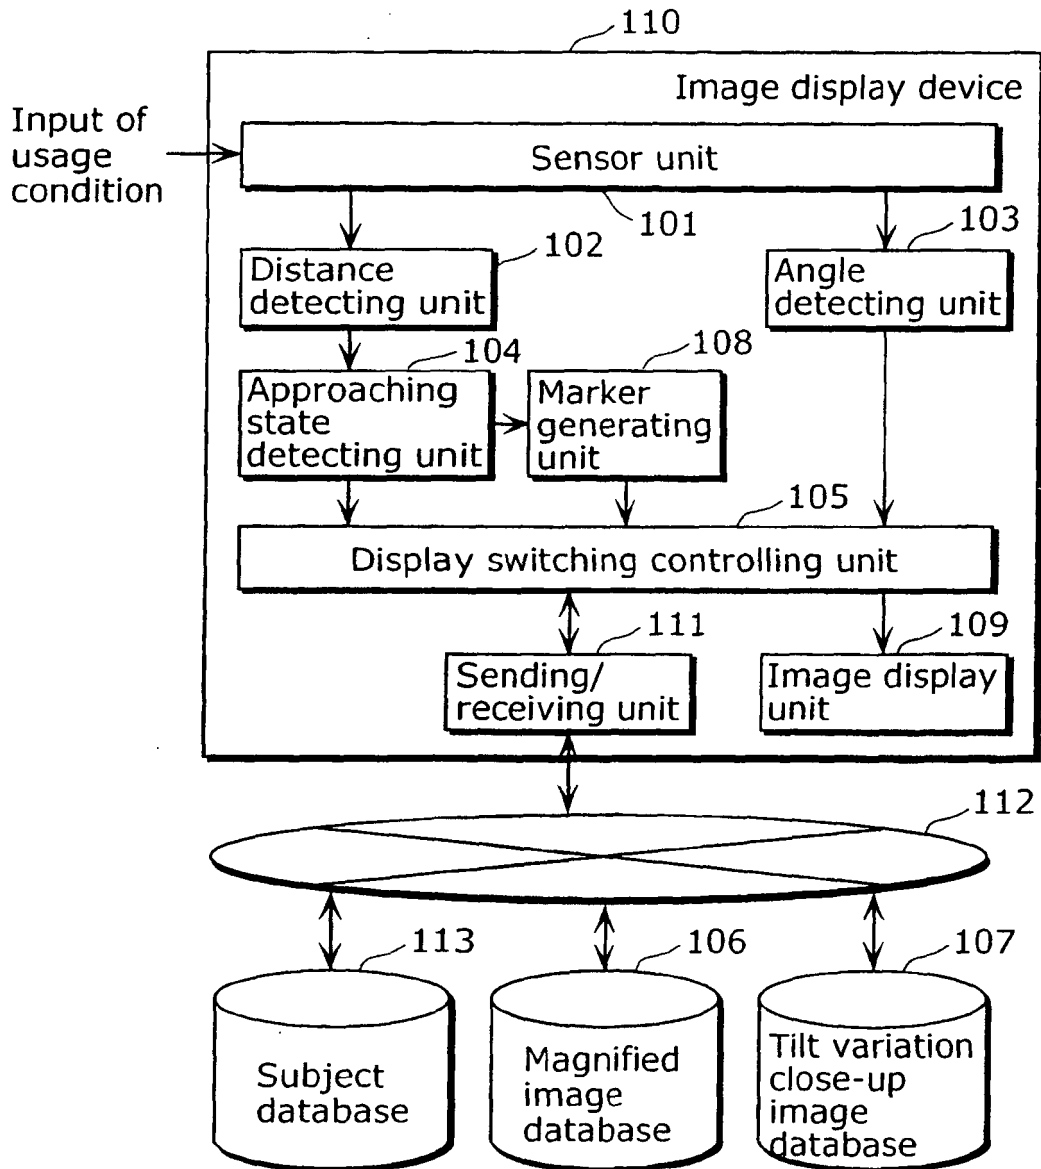 110
Image display device
Input of
usage
condition
Sensor unit
101
102
103
Distance
detecting unit
Angle
detecting unit
104
108
Approaching
state
detecting unit
Marker
generating
unit
105
Display switching controlling unit
111
109
Sending/
receiving unit
Image display
unit
112
113
106
107
Subject
database
Magnified
image
database
Tilt variation
close-up
image
database